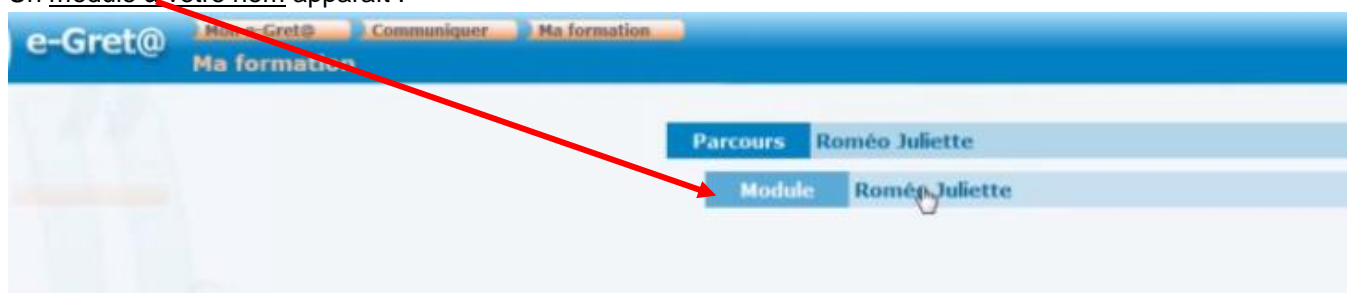 Un module à votre nom apparaît :
e-Gret@ Mon e-Gret@ Communiquer Ma formation
Ma formation
Parcours Roméo Juliette
Module Roméo Juliette